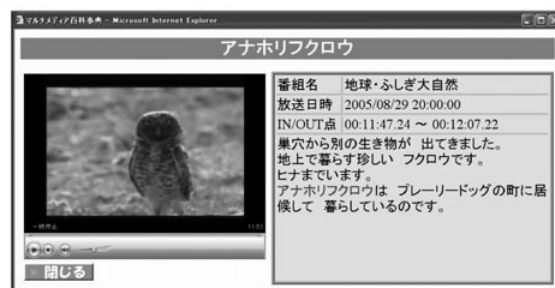 マルチメディア百科事典 - Microsoft Internet Explorer
アナホリフクロウ
番組名 地球・ふしぎ大自然
放送日時 2005/08/29 20:00:00
IN/OUT点 00:11:47.24 ～ 00:12:07.22
巣穴から別の生き物が 出てきました。
地上で暮らす珍しい フクロウです。
ヒナまでいます。
アナホリフクロウは プレーリードッグの町に居
候して 暮らしているのです。
一時停止 11:53
× 閉じる